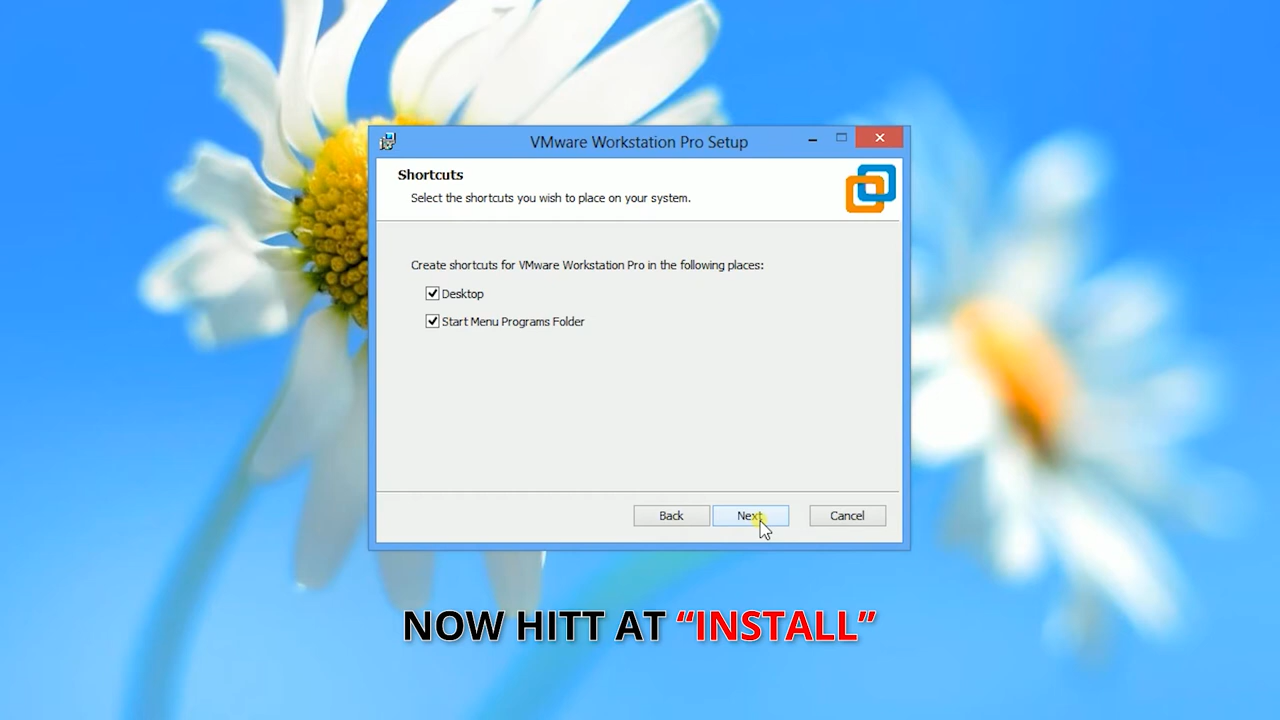 VMware Workstation Pro Setup
Shortcuts
Select the shortcuts you wish to place on your system.
Create shortcuts for VMware Workstation Pro in the following places:
Desktop
Start Menu Programs Folder
Back
Next
Cancel
NOW HITT AT “INSTALL”